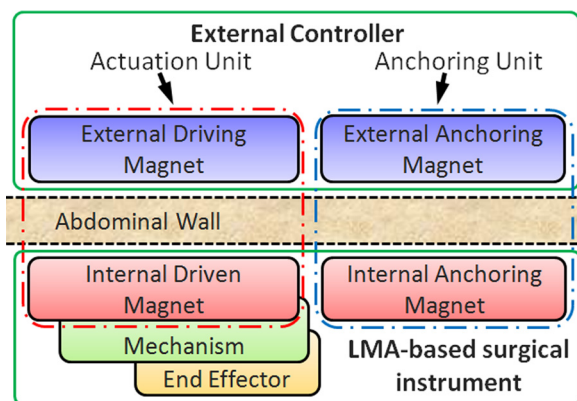 External Controller
Actuation Unit
Anchoring Unit
External Driving
Magnet
External Anchoring
Magnet
Abdominal Wall
Internal Driven
Magnet
Internal Anchoring
Magnet
Mechanism
End Effector
LMA-based surgical
instrument